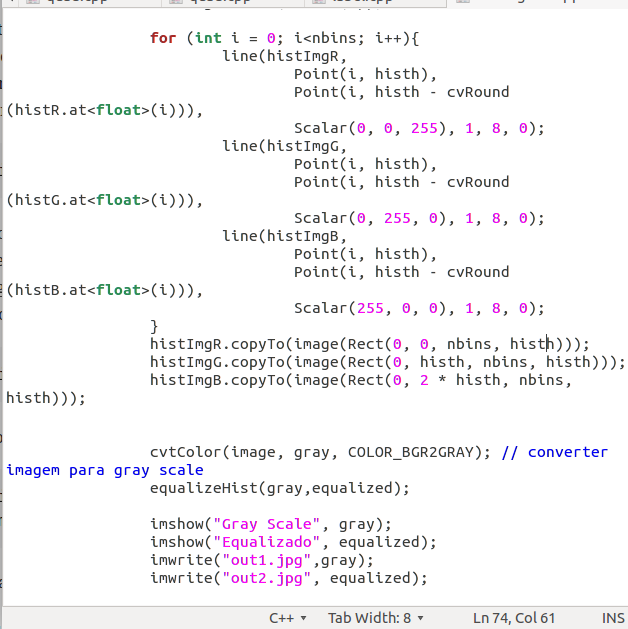 for (int i = 0; i<nbins; i++){
line(histImgR,
Point(i, histh),
Point(i, histh - cvRound
(histR.at<float>(i))),
Scalar(0, 0, 255), 1, 8, 0);
line(histImgG,
Point(i, histh),
Point(i, histh - cvRound
(histG.at<float>(i))),
Scalar(0, 255, 0), 1, 8, 0);
line(histImgB,
Point(i, histh),
Point(i, histh - cvRound
(histB.at<float>(i))),
Scalar(255, 0, 0), 1, 8, 0);
}
histImgR.copyTo(image(Rect(0, 0, nbins, histh)));
histImgG.copyTo(image(Rect(0, histh, nbins, histh)));
histImgB.copyTo(image(Rect(0, 2 * histh, nbins,
histh)));
cvtColor(image, gray, COLOR_BGR2GRAY); // converter
imagem para gray scale
equalizeHist(gray,equalized);
imshow("Gray Scale", gray);
imshow("Equalizado", equalized);
imwrite("out1.jpg",gray);
imwrite("out2.jpg", equalized);
C++ Tab Width: 8 Ln 74, Col 61 INS